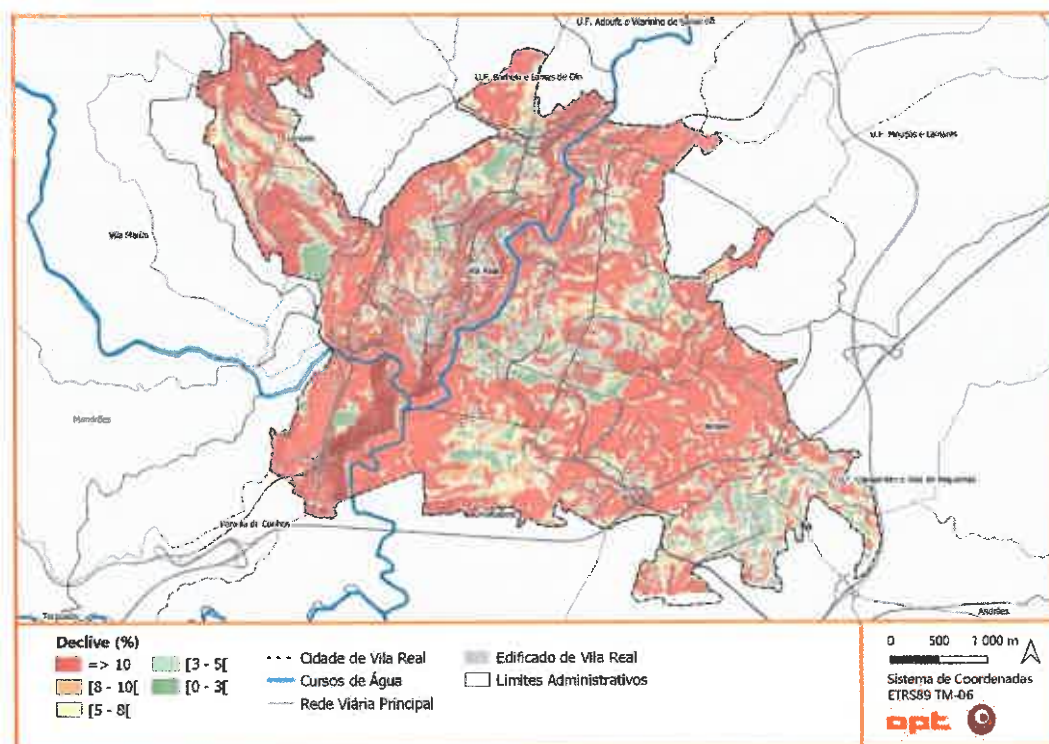 U.F. Adoufe e Vilarinho de Samardã
U.F. Borbela e Lamas de Olo
U.F. Mouçós e Lamares
Vila Marim
Vila Real
Mondrões
Parada de Cunhos
Torgueda
Andrães
Declive (%)
=> 10
[8 - 10[
[5 - 8[
[3 - 5[
[0 - 3[
Cidade de Vila Real
Cursos de Água
Rede Viária Principal
Edificado de Vila Real
Limites Administrativos
0 500 1 000 m
Sistema de Coordenadas
ETRS89 TM-06
opt